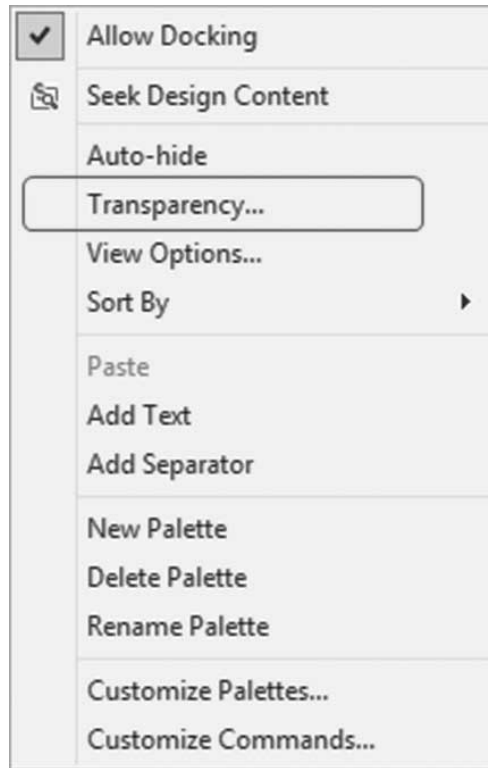 Allow Docking
Seek Design Content
Auto-hide
Transparency...
View Options...
Sort By
Paste
Add Text
Add Separator
New Palette
Delete Palette
Rename Palette
Customize Palettes...
Customize Commands...